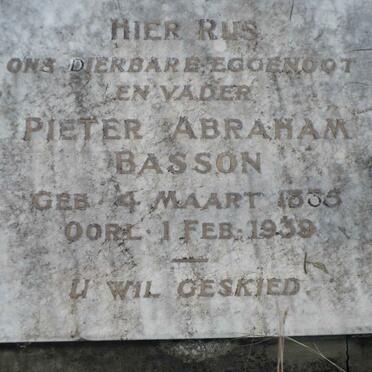 HIER RUS
ONS DIERBARE EGGENOOT
EN VADER
PIETER ABRAHAM
BASSON
GEB. 4 MAART
OORL. 1 FEB. 1939
U WIL GESKIED.